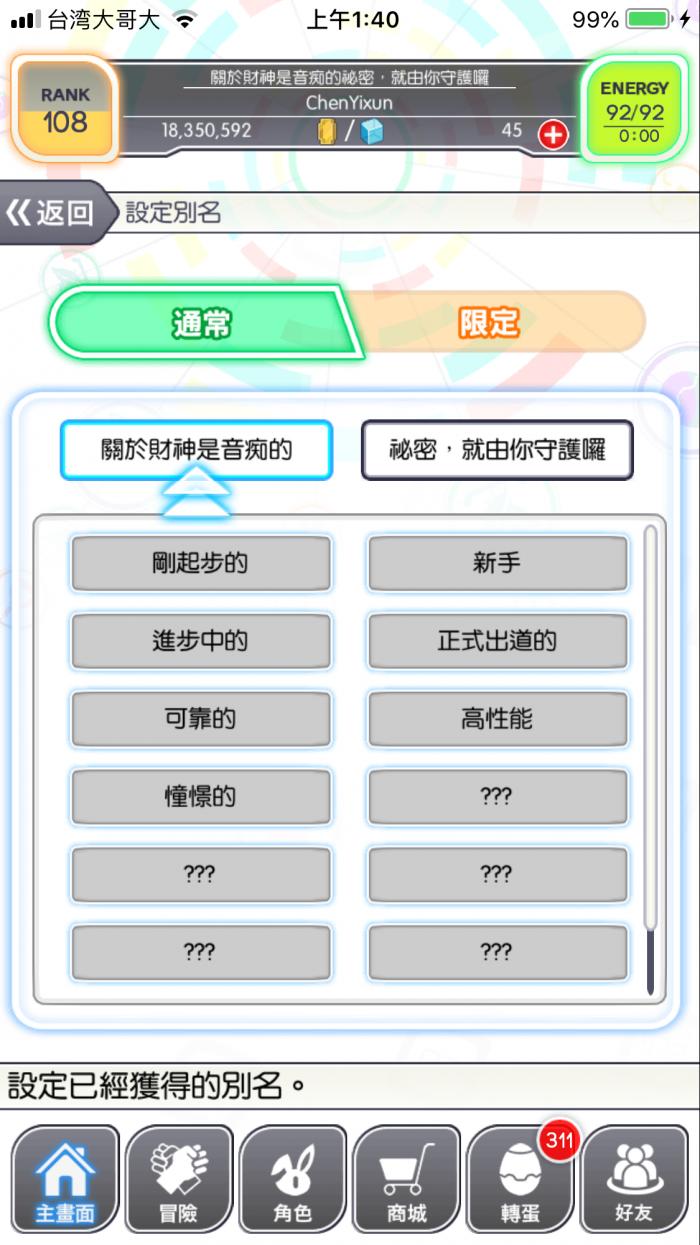 台湾大哥大
上午1:40
99%
RANK
108
關於財神是音痴的祕密，就由你守護囉
ChenYixun
18,350,592 / 45
ENERGY
92/92
0:00
返回 設定別名
通常 限定
關於財神是音痴的 祕密，就由你守護囉
剛起步的 新手
進步中的 正式出道的
可靠的 高性能
憧憬的 ???
??? ???
??? ???
設定已經獲得的別名。
311
主畫面 冒險 角色 商城 轉蛋 好友